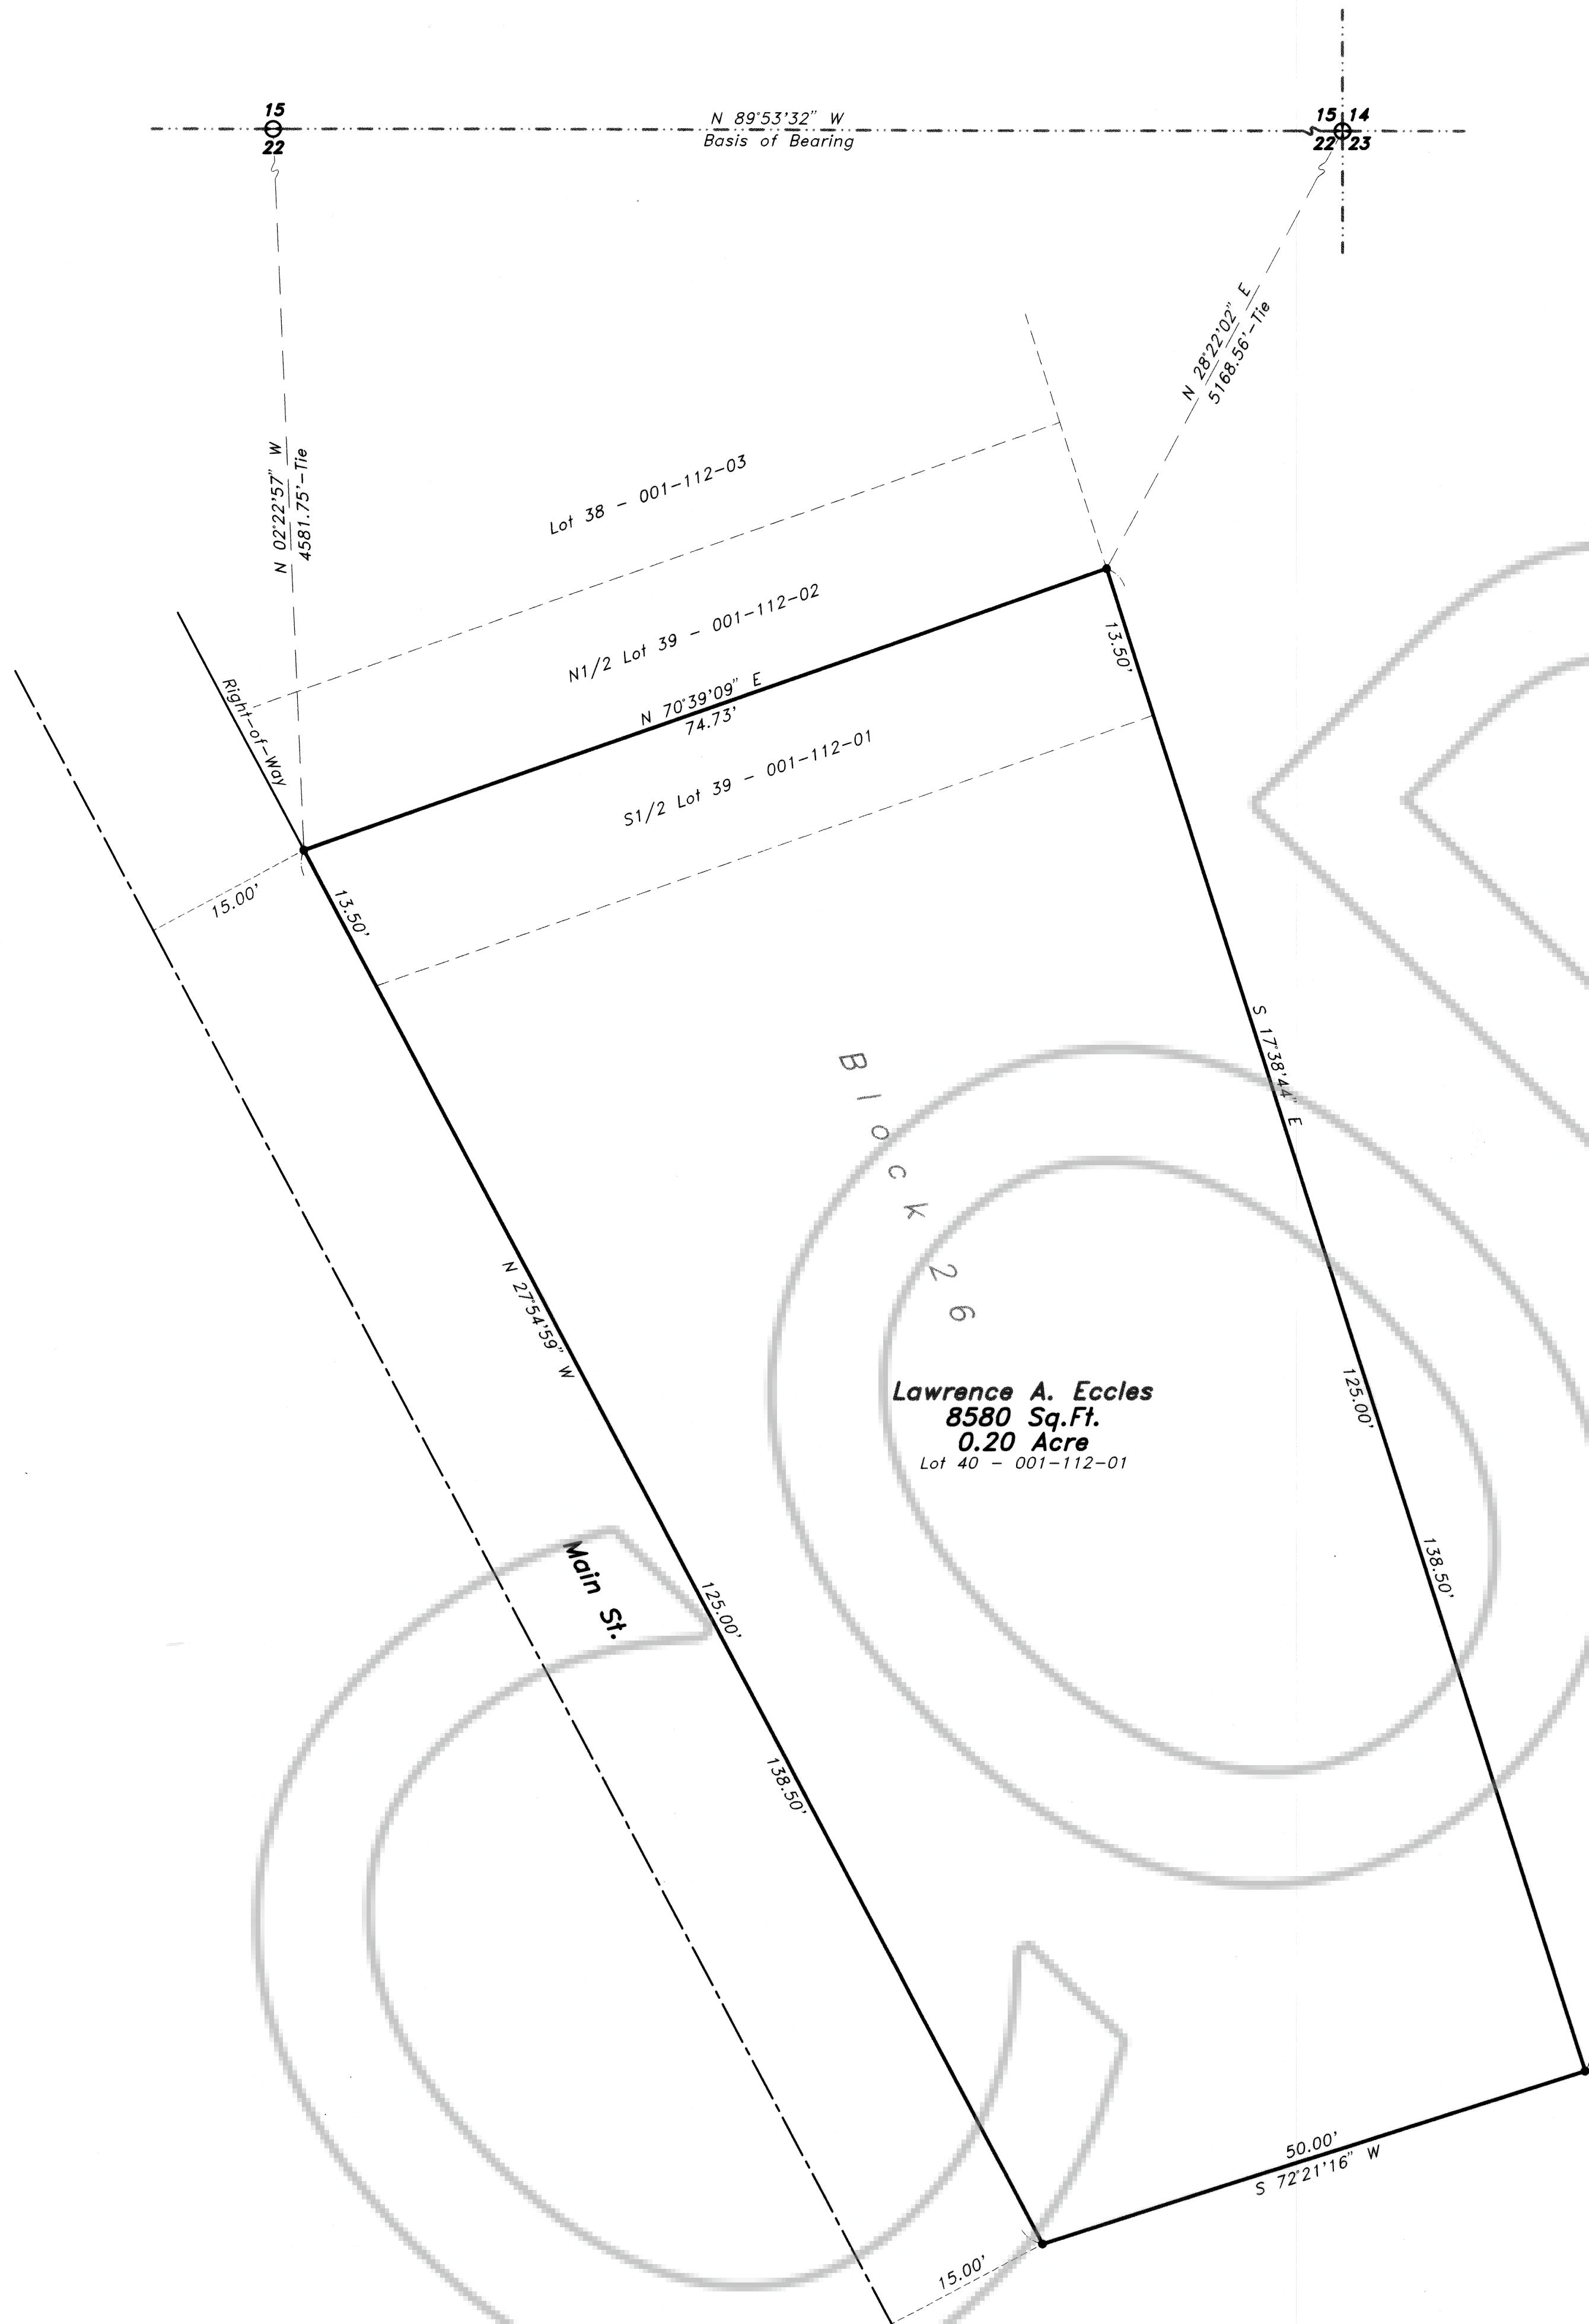 15
22
N 89°53'32" W
Basis of Bearing
15 14
22 23
N 28°22'02" E
5168.56'-Tie
N 02°22'57" W
4581.75'-Tie
Lot 38 - 001-112-03
N1/2 Lot 39 - 001-112-02
Right-of-Way
N 70°39'09" E
74.73'
13.50'
S1/2 Lot 39 - 001-112-01
15.00'
13.50'
S 17°38'44" E
Block 26
N 27°54'59" W
125.00'
Lawrence A. Eccles
8580 Sq.Ft.
0.20 Acre
Lot 40 - 001-112-01
Main St.
125.00'
138.50'
138.50'
50.00'
S 72°21'16" W
15.00'